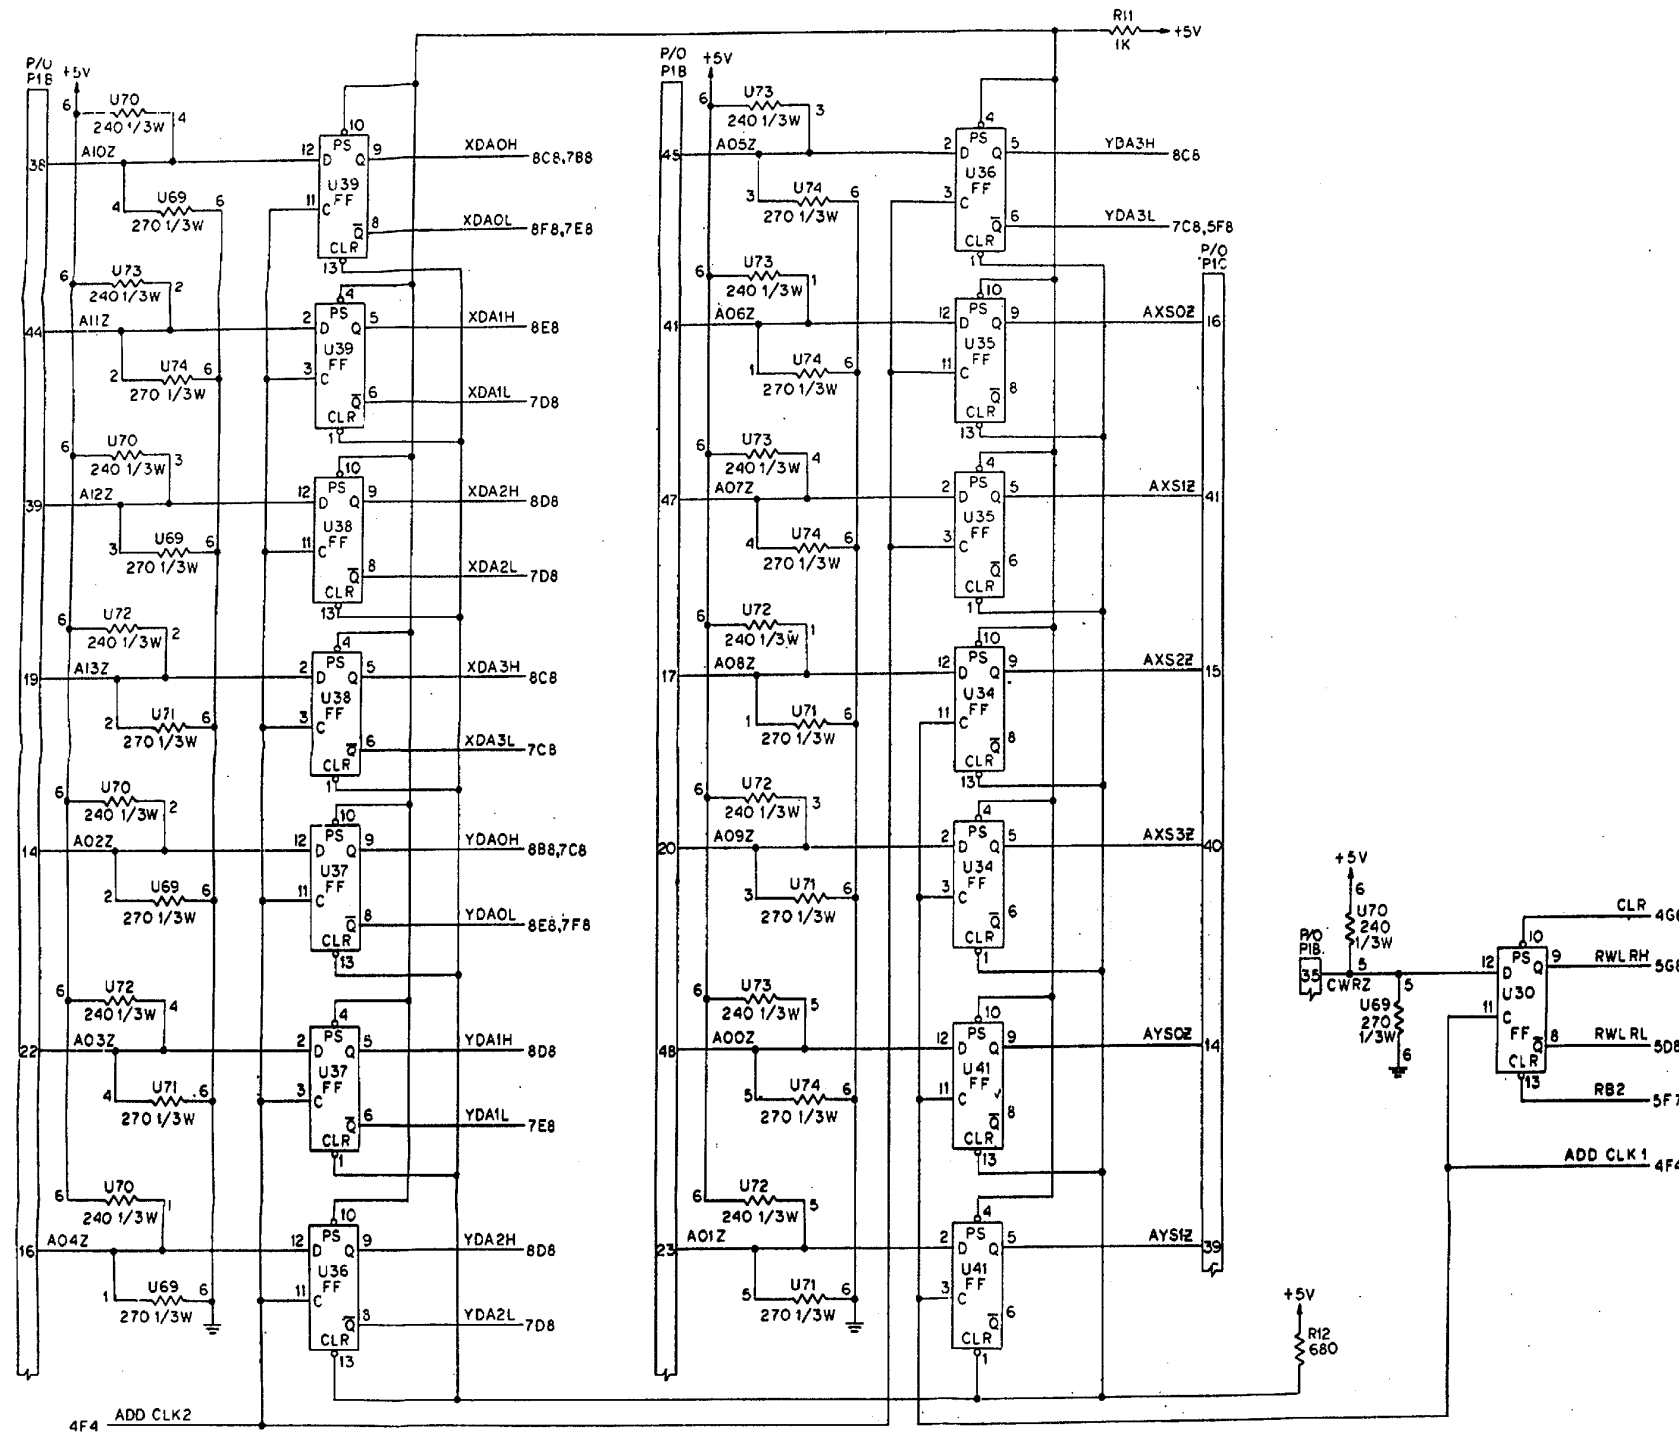 R11
1K
+5V
P/O
P1B
+5V
6
U70
4
240 1/3W
38
A10Z
4
U69
6
270 1/3W
10
12
PS
D
Q
9
XDA0H
8C8,7B8
U39
FF
11
C
Q
8
XDA0L
8F8,7E8
CLR
13
6
U73
2
240 1/3W
44
A11Z
2
U74
6
270 1/3W
4
2
PS
D
Q
5
XDA1H
8E8
U39
FF
3
C
Q
6
XDA1L
7D8
CLR
1
6
U70
3
240 1/3W
39
A12Z
3
U69
6
270 1/3W
10
12
PS
D
Q
9
XDA2H
8D8
U38
FF
11
C
Q
8
XDA2L
7D8
CLR
13
6
U72
2
240 1/3W
19
A13Z
2
U71
6
270 1/3W
4
2
PS
D
Q
5
XDA3H
8C8
U38
FF
3
C
Q
6
XDA3L
7C8
CLR
1
6
U70
2
240 1/3W
14
A02Z
2
U69
6
270 1/3W
10
12
PS
D
Q
9
YDA0H
8B8,7C8
U37
FF
11
C
Q
8
YDA0L
8E8,7F8
CLR
13
6
U72
4
240 1/3W
22
A03Z
4
U71
6
270 1/3W
4
2
PS
D
Q
5
YDA1H
8D8
U37
FF
3
C
Q
6
YDA1L
7E8
CLR
1
6
U70
1
240 1/3W
16
A04Z
1
U69
6
270 1/3W
10
12
PS
D
Q
9
YDA2H
8D8
U36
FF
11
C
Q
8
YDA2L
7D8
CLR
13
4F4
ADD CLK2
P/O
P1B
+5V
6
U73
3
240 1/3W
45
A05Z
3
U74
6
270 1/3W
4
2
PS
D
Q
5
YDA3H
8C8
U36
FF
3
C
Q
6
YDA3L
7C8,5F8
CLR
1
P/O
P1C
6
U73
1
240 1/3W
41
A06Z
1
U74
6
270 1/3W
10
12
PS
D
Q
9
AXS0Z
16
U35
FF
11
C
Q
8
CLR
13
6
U73
4
240 1/3W
47
A07Z
4
U74
6
270 1/3W
4
2
PS
D
Q
5
AXS1Z
41
U35
FF
3
C
Q
6
CLR
1
6
U72
1
240 1/3W
17
A08Z
1
U71
6
270 1/3W
10
12
PS
D
Q
9
AXS2Z
15
U34
FF
11
C
Q
8
CLR
13
6
U72
3
240 1/3W
20
A09Z
3
U71
6
270 1/3W
4
2
PS
D
Q
5
AXS3Z
40
U34
FF
3
C
Q
6
CLR
1
6
U73
5
240 1/3W
48
A00Z
5
U74
6
270 1/3W
10
12
PS
D
Q
9
AYS0Z
14
U41
FF
11
C
Q
8
CLR
13
6
U72
5
240 1/3W
23
A01Z
5
U71
6
270 1/3W
4
2
PS
D
Q
5
AYS1Z
39
U41
FF
3
C
Q
6
CLR
1
+5V
R12
680
+5V
6
U70
240
1/3W
P/O
P1B
35
CWRZ
5
5
U69
270
1/3W
6
CLR
10
12
PS
D
Q
9
RWLRH
U30
FF
11
C
Q
8
RWLRL
CLR
13
RB2
ADD CLK1
4F4